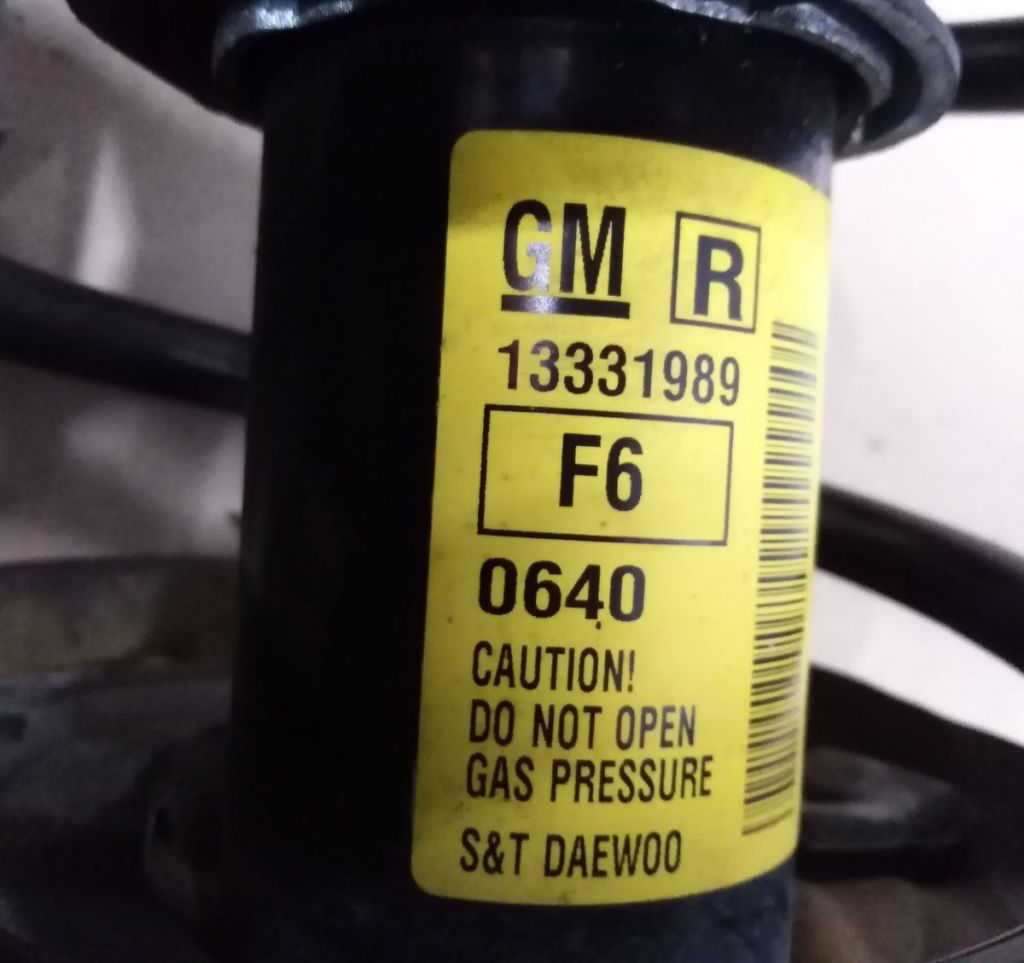 GM R
13331989
F6
0640
CAUTION!
DO NOT OPEN
GAS PRESSURE
S&T DAEWOO